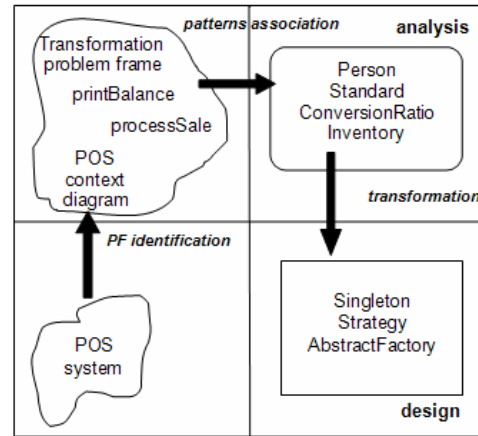 patterns association
analysis
Transformation
problem frame
printBalance
processSale
POS
context
diagram
Person
Standard
ConversionRatio
Inventory
transformation
PF identification
POS
system
Singleton
Strategy
AbstractFactory
design